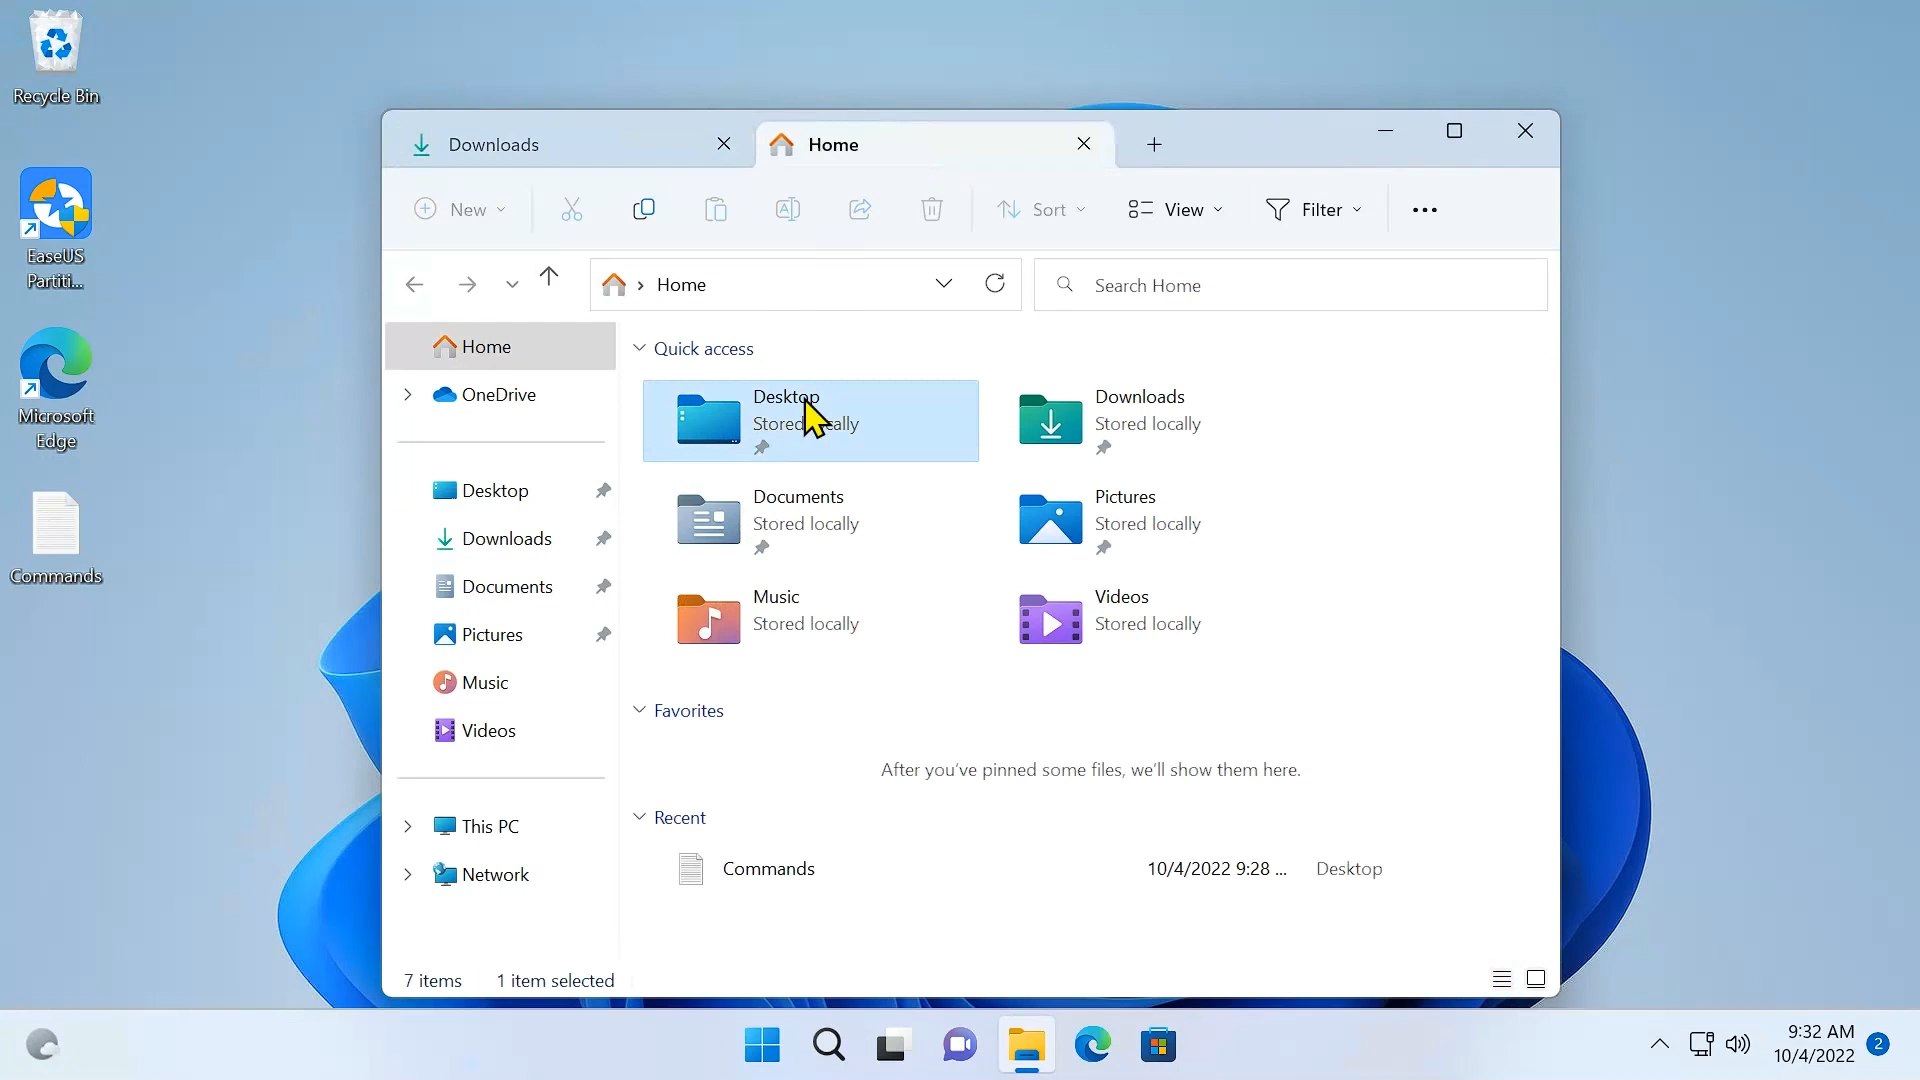 Recycle Bin
EaseUS
Partiti...
Microsoft
Edge
Commands
Downloads
Home
New
Sort
View
Filter
Home
Search Home
Home
OneDrive
Desktop
Downloads
Documents
Pictures
Music
Videos
This PC
Network
Quick access
Desktop
Stored locally
Downloads
Stored locally
Documents
Stored locally
Pictures
Stored locally
Music
Stored locally
Videos
Stored locally
Favorites
After you've pinned some files, we'll show them here.
Recent
Commands 10/4/2022 9:28 ... Desktop
7 items 1 item selected
9:32 AM
10/4/2022
2